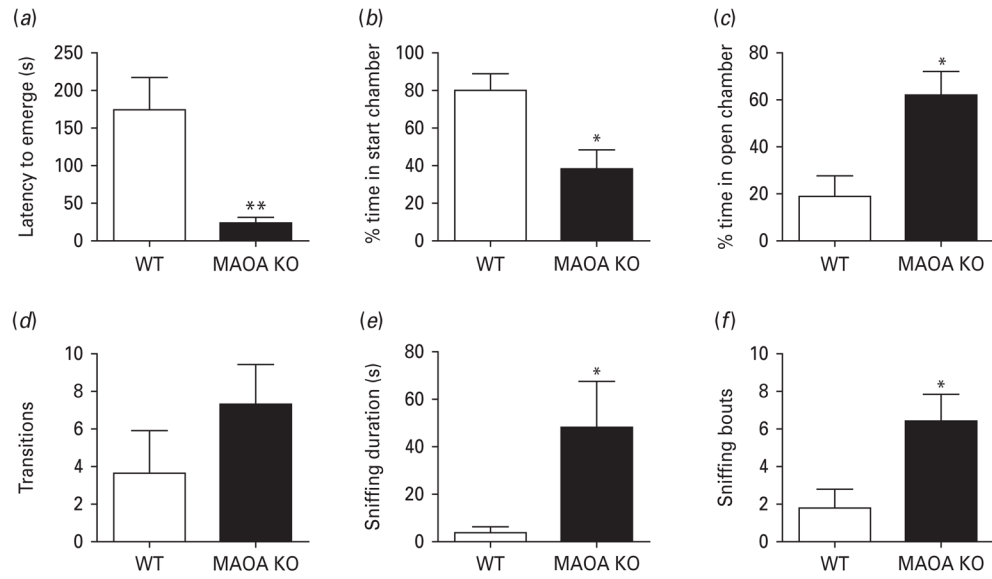 (a)
Latency to emerge (s)
250
200
150
100
50
0
**
WT MAOA KO
(b)
% time in start chamber
100
80
60
40
20
0
*
WT MAOA KO
(c)
% time in open chamber
80
60
40
20
0
*
WT MAOA KO
(d)
Transitions
10
8
6
4
2
0
WT MAOA KO
(e)
Sniffing duration (s)
80
60
40
20
0
*
WT MAOA KO
(f)
Sniffing bouts
10
8
6
4
2
0
*
WT MAOA KO